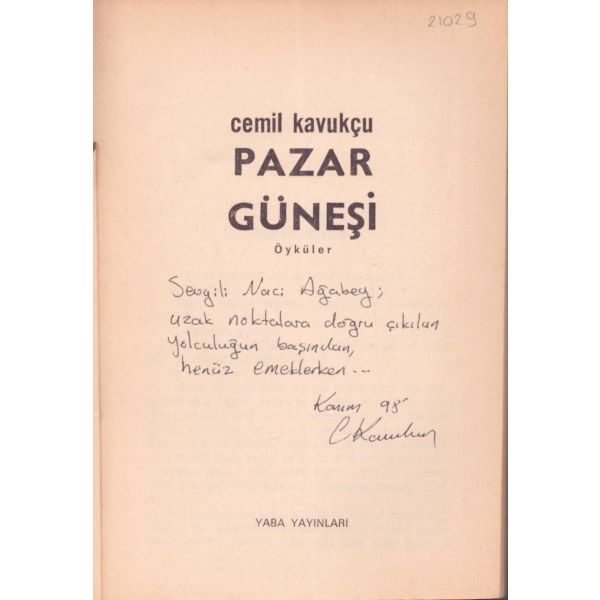 21029
cemil kavukçu
PAZAR
GÜNEŞİ
Öyküler
Sevgili Naci Ağabey;
uzak noktalara doğru çıkılan
yolculuğun başından,
henüz emeklerken...
Kasım 98
CKavukçu
YABA YAYINLARI